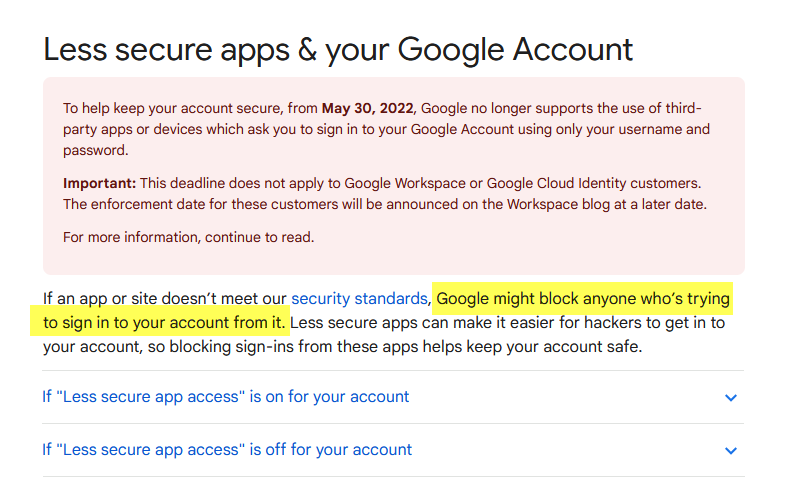 Less secure apps & your Google Account
To help keep your account secure, from May 30, 2022, Google no longer supports the use of third-
party apps or devices which ask you to sign in to your Google Account using only your username and
password.
Important: This deadline does not apply to Google Workspace or Google Cloud Identity customers.
The enforcement date for these customers will be announced on the Workspace blog at a later date.
For more information, continue to read.
If an app or site doesn’t meet our security standards, Google might block anyone who’s trying
to sign in to your account from it. Less secure apps can make it easier for hackers to get in to
your account, so blocking sign-ins from these apps helps keep your account safe.
If "Less secure app access" is on for your account
If "Less secure app access" is off for your account